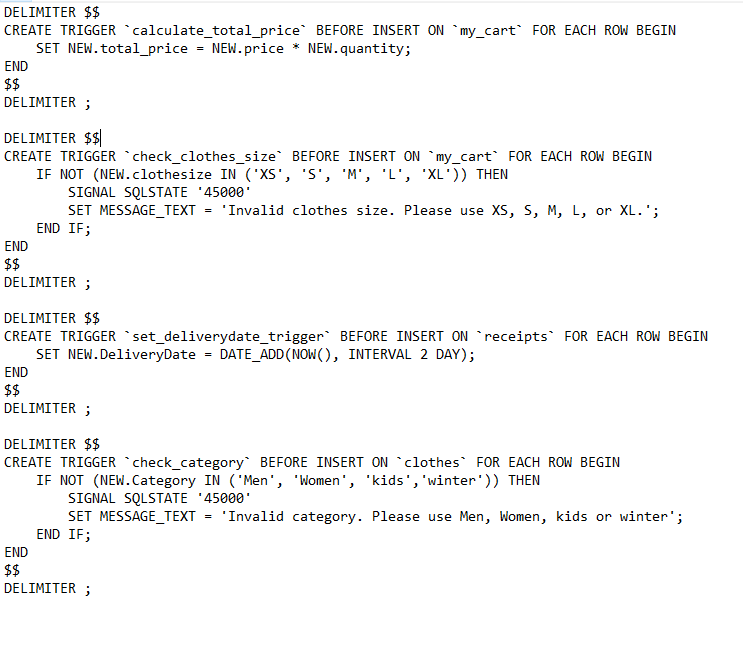 DELIMITER $$
CREATE TRIGGER `calculate_total_price` BEFORE INSERT ON `my_cart` FOR EACH ROW BEGIN
    SET NEW.total_price = NEW.price * NEW.quantity;
END
$$
DELIMITER ;

DELIMITER $$
CREATE TRIGGER `check_clothes_size` BEFORE INSERT ON `my_cart` FOR EACH ROW BEGIN
    IF NOT (NEW.clothesize IN ('XS', 'S', 'M', 'L', 'XL')) THEN
        SIGNAL SQLSTATE '45000'
        SET MESSAGE_TEXT = 'Invalid clothes size. Please use XS, S, M, L, or XL.';
    END IF;
END
$$
DELIMITER ;

DELIMITER $$
CREATE TRIGGER `set_deliverydate_trigger` BEFORE INSERT ON `receipts` FOR EACH ROW BEGIN
    SET NEW.DeliveryDate = DATE_ADD(NOW(), INTERVAL 2 DAY);
END
$$
DELIMITER ;

DELIMITER $$
CREATE TRIGGER `check_category` BEFORE INSERT ON `clothes` FOR EACH ROW BEGIN
    IF NOT (NEW.Category IN ('Men', 'Women', 'kids','winter')) THEN
        SIGNAL SQLSTATE '45000'
        SET MESSAGE_TEXT = 'Invalid category. Please use Men, Women, kids or winter';
    END IF;
END
$$
DELIMITER ;